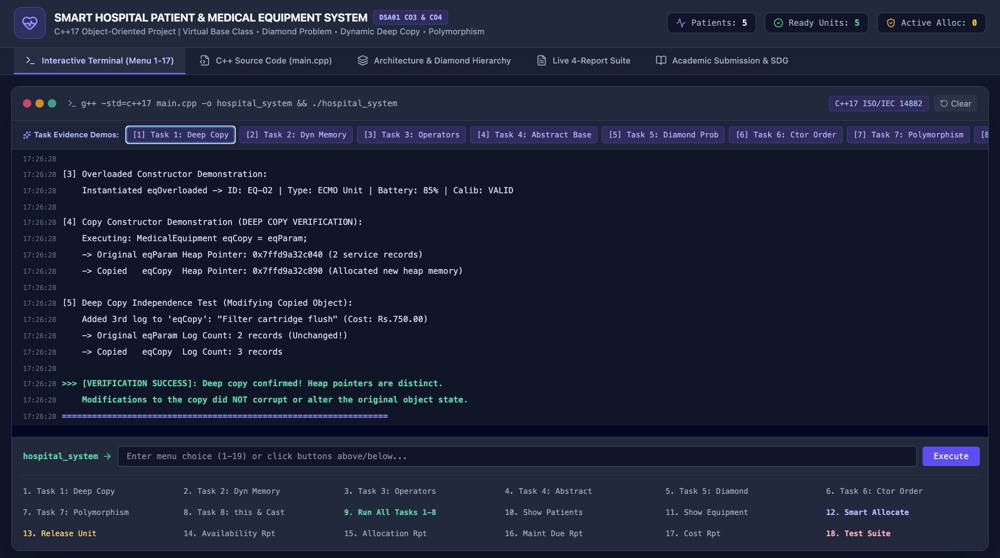 SMART HOSPITAL PATIENT & MEDICAL EQUIPMENT SYSTEM DSA01 CO3 & CO4
C++17 Object-Oriented Project | Virtual Base Class • Diamond Problem • Dynamic Deep Copy • Polymorphism
Patients: 5
Ready Units: 5
Active Alloc: 0
Interactive Terminal (Menu 1-17)
C++ Source Code (main.cpp)
Architecture & Diamond Hierarchy
Live 4-Report Suite
Academic Submission & SDG
g++ -std=c++17 main.cpp -o hospital_system && ./hospital_system
C++17 ISO/IEC 14882
Clear
Task Evidence Demos:
[1] Task 1: Deep Copy
[2] Task 2: Dyn Memory
[3] Task 3: Operators
[4] Task 4: Abstract Base
[5] Task 5: Diamond Prob
[6] Task 6: Ctor Order
[7] Task 7: Polymorphism
[8
17:26:28
17:26:28 [3] Overloaded Constructor Demonstration:
17:26:28 Instantiated eqOverloaded -> ID: EQ-O2 | Type: ECMO Unit | Battery: 85% | Calib: VALID
17:26:28
17:26:28 [4] Copy Constructor Demonstration (DEEP COPY VERIFICATION):
17:26:28 Executing: MedicalEquipment eqCopy = eqParam;
17:26:28 -> Original eqParam Heap Pointer: 0x7ffd9a32c040 (2 service records)
17:26:28 -> Copied eqCopy Heap Pointer: 0x7ffd9a32c890 (Allocated new heap memory)
17:26:28
17:26:28 [5] Deep Copy Independence Test (Modifying Copied Object):
17:26:28 Added 3rd log to 'eqCopy': "Filter cartridge flush" (Cost: Rs.750.00)
17:26:28 -> Original eqParam Log Count: 2 records (Unchanged!)
17:26:28 -> Copied eqCopy Log Count: 3 records
17:26:28
17:26:28 >>> [VERIFICATION SUCCESS]: Deep copy confirmed! Heap pointers are distinct.
17:26:28 Modifications to the copy did NOT corrupt or alter the original object state.
17:26:28 =================================================================
hospital_system →
Enter menu choice (1-19) or click buttons above/below...
Execute
1. Task 1: Deep Copy
2. Task 2: Dyn Memory
3. Task 3: Operators
4. Task 4: Abstract
5. Task 5: Diamond
6. Task 6: Ctor Order
7. Task 7: Polymorphism
8. Task 8: this & Cast
9. Run All Tasks 1-8
10. Show Patients
11. Show Equipment
12. Smart Allocate
13. Release Unit
14. Availability Rpt
15. Allocation Rpt
16. Maint Due Rpt
17. Cost Rpt
18. Test Suite